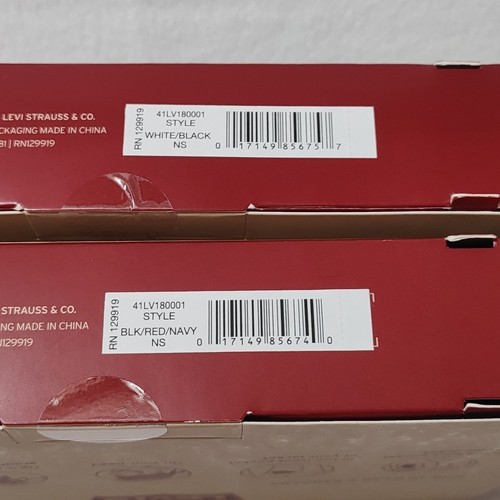 LEVI STRAUSS & CO.
CKAGING MADE IN CHINA
81 | RN129919
RN 129919
41LV180001
STYLE
WHITE/BLACK
NS
0 17149 85675 7
STRAUSS & CO.
NG MADE IN CHINA
N129919
RN 129919
41LV180001
STYLE
BLK/RED/NAVY
NS
0 17149 85674 0